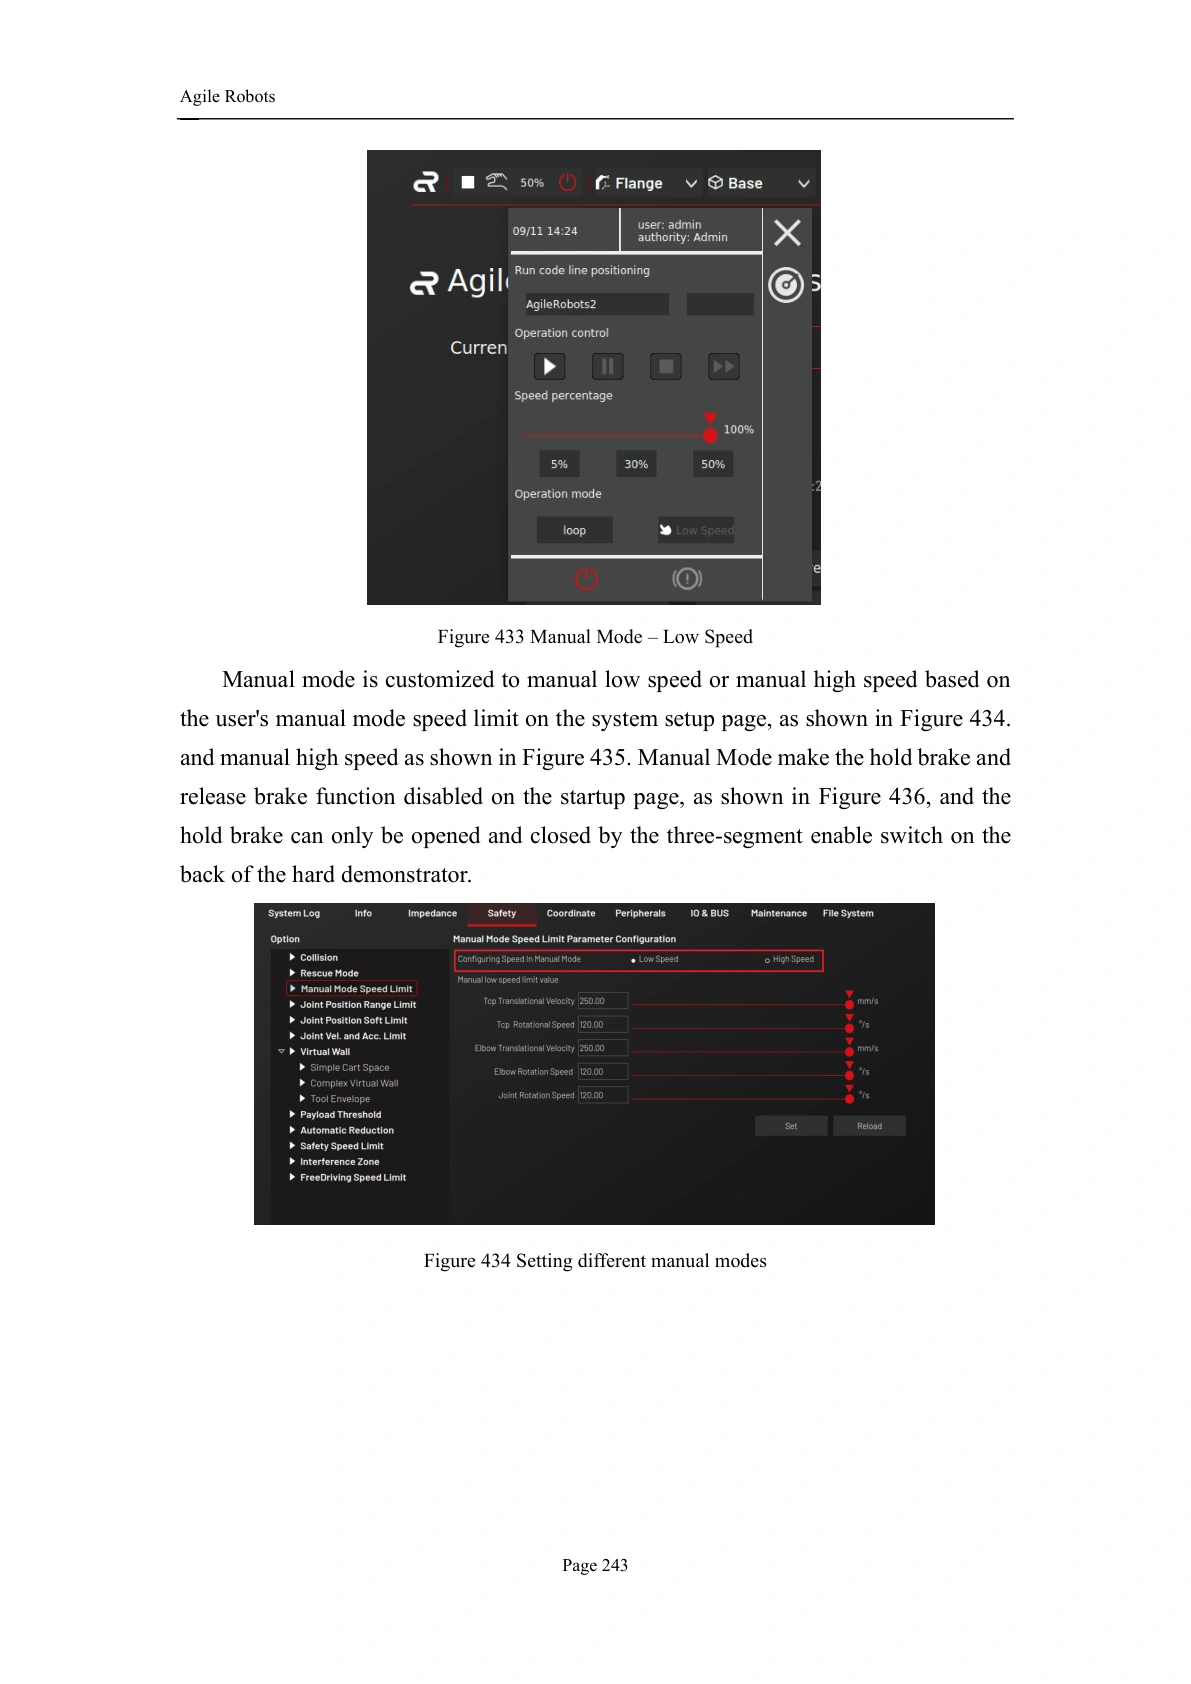 Agile Robots
50% Flange Base
09/11 14:24
user: admin
authority: Admin
Run code line positioning
Agil
s
AgileRobots2
Operation control
Curren
Speed percentage
100%
5% 30% 50%
:2
Operation mode
loop Low Speed
e
Figure 433 Manual Mode – Low Speed
Manual mode is customized to manual low speed or manual high speed based on
the user's manual mode speed limit on the system setup page, as shown in Figure 434.
and manual high speed as shown in Figure 435. Manual Mode make the hold brake and
release brake function disabled on the startup page, as shown in Figure 436, and the
hold brake can only be opened and closed by the three-segment enable switch on the
back of the hard demonstrator.
System Log Info Impedance Safety Coordinate Peripherals IO & BUS Maintenance File System
Option
Collision
Rescue Mode
Manual Mode Speed Limit
Joint Position Range Limit
Joint Position Soft Limit
Joint Vel. and Acc. Limit
Virtual Wall
Simple Cart Space
Complex Virtual Wall
Tool Envelope
Payload Threshold
Automatic Reduction
Safety Speed Limit
Interference Zone
FreeDriving Speed Limit
Manual Mode Speed Limit Parameter Configuration
Configuring Speed In Manual Mode Low Speed High Speed
Manual low speed limit value
Tcp Translational Velocity 250.00 mm/s
Tcp Rotational Speed 120.00 °/s
Elbow Translational Velocity 250.00 mm/s
Elbow Rotation Speed 120.00 °/s
Joint Rotation Speed 120.00 °/s
Set Reload
Figure 434 Setting different manual modes
Page 243